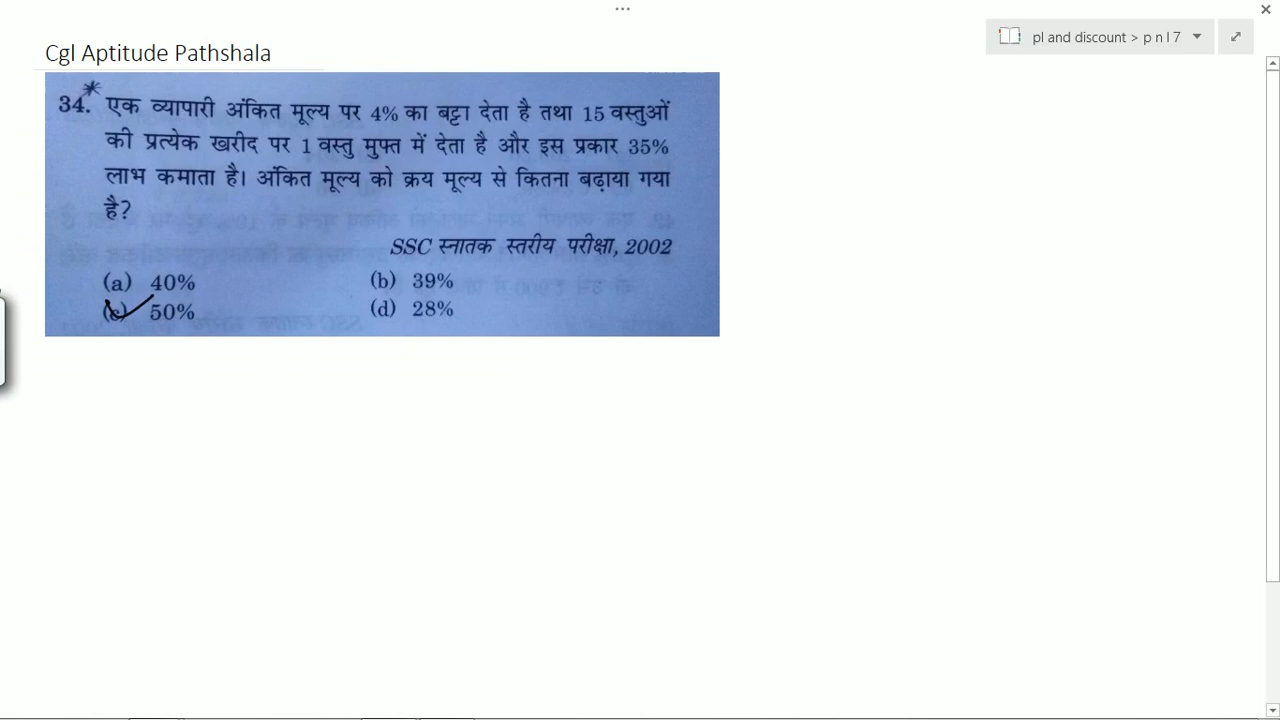 ...
pl and discount > p n l 7
Cgl Aptitude Pathshala
34. एक व्यापारी अंकित मूल्य पर 4% का बट्टा देता है तथा 15 वस्तुओं
की प्रत्येक खरीद पर 1 वस्तु मुफ्त में देता है और इस प्रकार 35%
लाभ कमाता है। अंकित मूल्य को क्रय मूल्य से कितना बढ़ाया गया
है?
SSC स्नातक स्तरीय परीक्षा, 2002
(a) 40% (b) 39%
(c) 50% (d) 28%